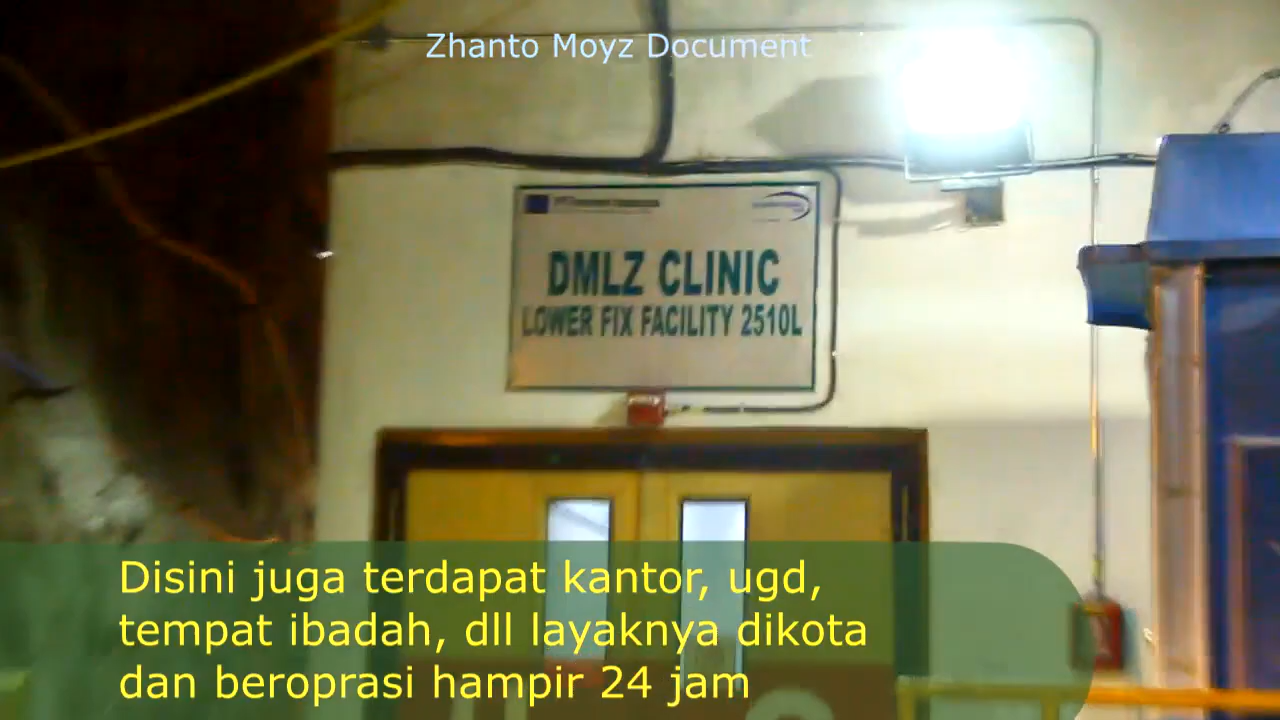 Zhanto Moyz Document
DMLZ CLINIC
LOWER FIX FACILITY 2510L
Disini juga terdapat kantor, ugd,
tempat ibadah, dll layaknya dikota
dan beroprasi hampir 24 jam